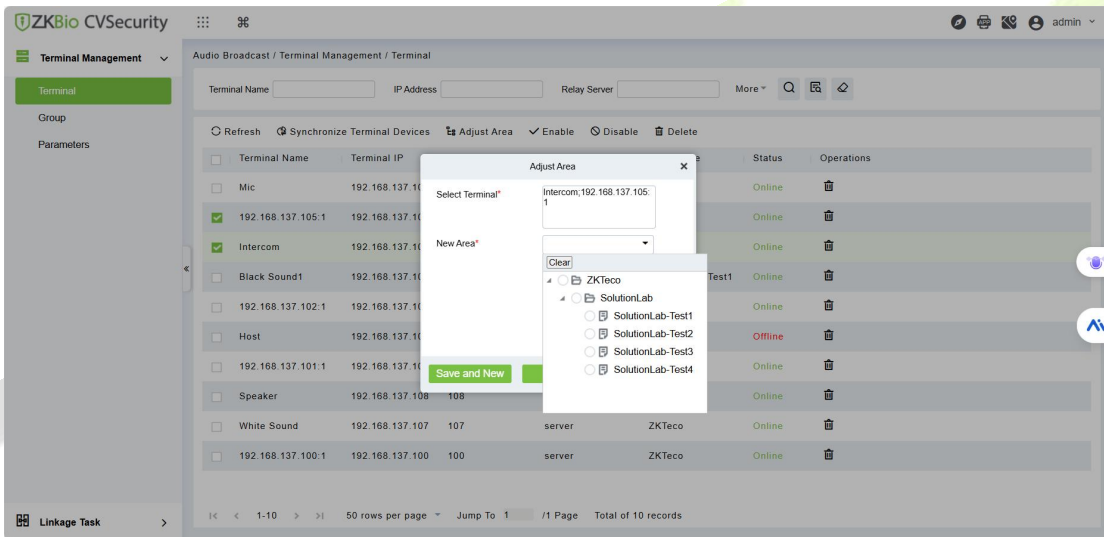 ZKBio CVSecurity
admin
Terminal Management
Audio Broadcast / Terminal Management / Terminal
Terminal
Group
Parameters
Terminal Name IP Address Relay Server More
Refresh Synchronize Terminal Devices Adjust Area Enable Disable Delete
Terminal Name Terminal IP Status Operations
Mic 192.168.137.10 Online
192.168.137.105:1 192.168.137.10 Online
Intercom 192.168.137.10 Online
Black Sound1 192.168.137.10 Test1 Online
192.168.137.102:1 192.168.137.10 Online
Host 192.168.137.10 Offline
192.168.137.101:1 192.168.137.10 Online
Speaker 192.168.137.108 108 Online
White Sound 192.168.137.107 107 server ZKTeco Online
192.168.137.100:1 192.168.137.100 100 server ZKTeco Online
Adjust Area
Select Terminal*
Intercom;192.168.137.105:
1
New Area*
Clear
ZKTeco
SolutionLab
SolutionLab-Test1
SolutionLab-Test2
SolutionLab-Test3
SolutionLab-Test4
Save and New
Linkage Task
1-10 50 rows per page Jump To 1 /1 Page Total of 10 records